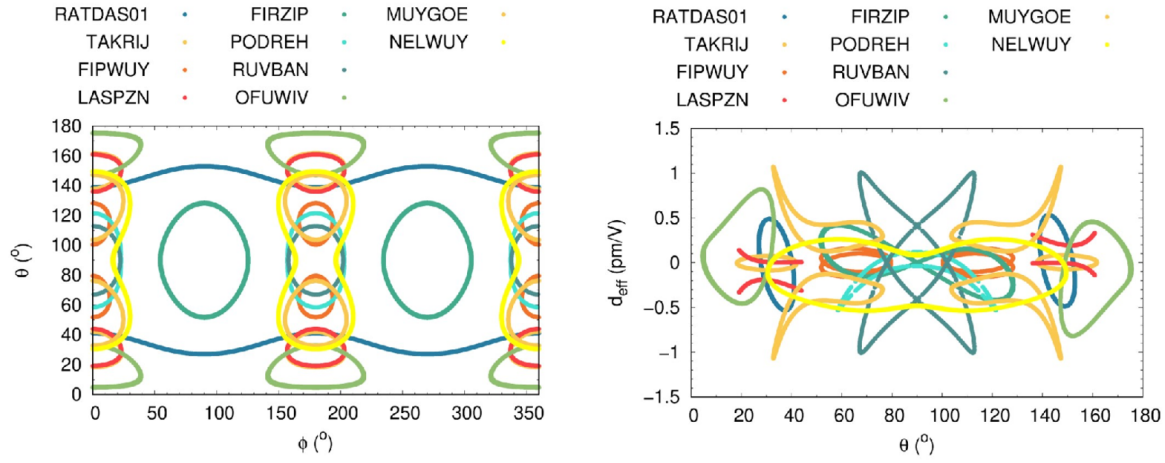 RATDAS01 FIRZIP MUYGOE
TAKRIJ PODREH NELWUY
FIPWUY RUVBAN
LASPZN OFUWIV
180
160
140
120
100
80
60
40
20
0
θ (°)
0 50 100 150 200 250 300 350
ϕ (°)
RATDAS01 FIRZIP MUYGOE
TAKRIJ PODREH NELWUY
FIPWUY RUVBAN
LASPZN OFUWIV
1.5
1
0.5
0
−0.5
−1
−1.5
d_eff (pm/V)
0 20 40 60 80 100 120 140 160 180
θ (°)